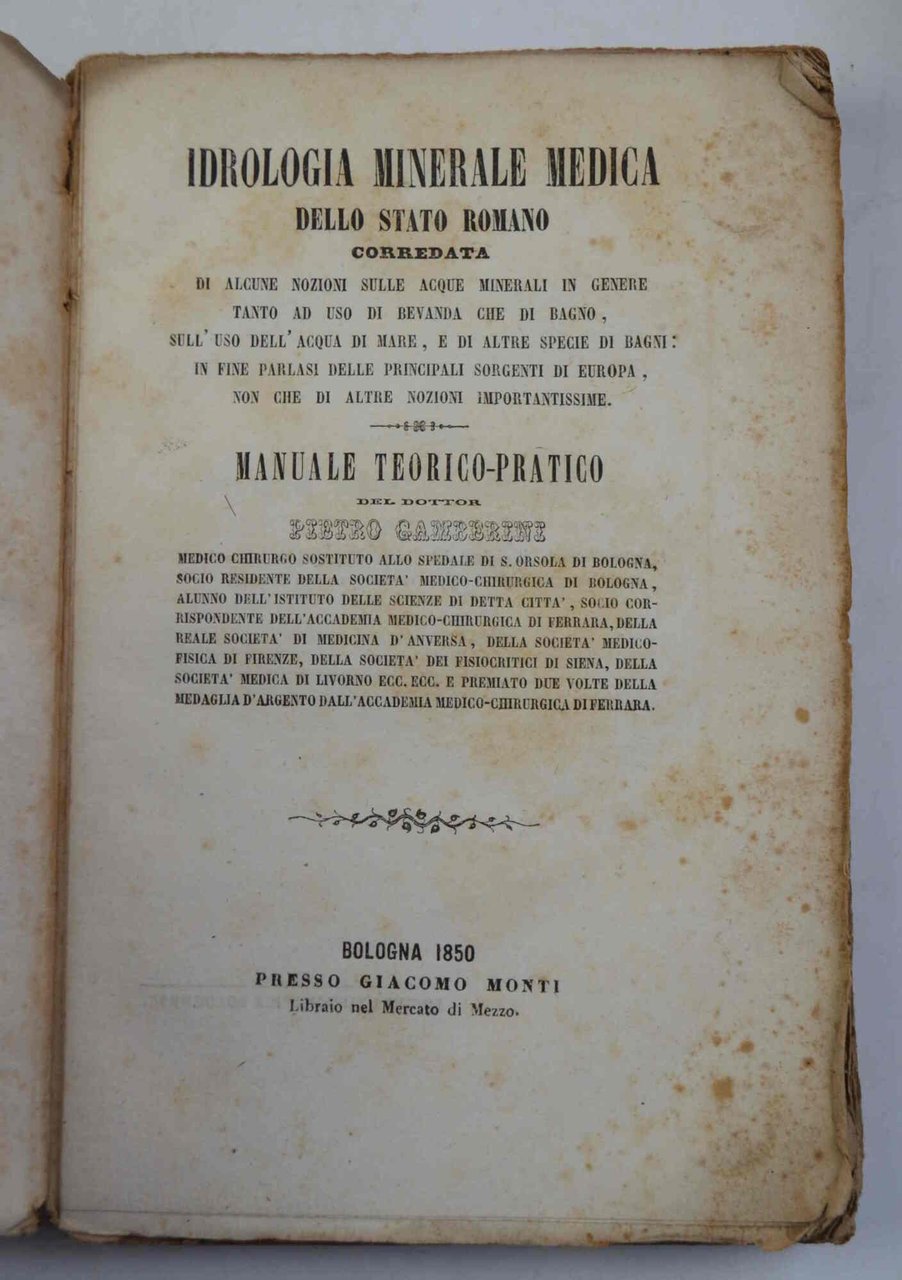 IDROLOGIA MINERALE MEDICA
DELLO STATO ROMANO
CORREDATA
DI ALCUNE NOZIONI SULLE ACQUE MINERALI IN GENERE
TANTO AD USO DI BEVANDA CHE DI BAGNO,
SULL' USO DELL' ACQUA DI MARE, E DI ALTRE SPECIE DI BAGNI:
IN FINE PARLASI DELLE PRINCIPALI SORGENTI DI EUROPA,
NON CHE DI ALTRE NOZIONI IMPORTANTISSIME.
MANUALE TEORICO-PRATICO
DEL DOTTOR
PIETRO GAMBERINI
MEDICO CHIRURGO SOSTITUTO ALLO SPEDALE DI S. ORSOLA DI BOLOGNA,
SOCIO RESIDENTE DELLA SOCIETA' MEDICO-CHIRURGICA DI BOLOGNA,
ALUNNO DELL'ISTITUTO DELLE SCIENZE DI DETTA CITTA', SOCIO COR-
RISPONDENTE DELL'ACCADEMIA MEDICO-CHIRURGICA DI FERRARA, DELLA
REALE SOCIETA' DI MEDICINA D'ANVERSA, DELLA SOCIETA' MEDICO-
FISICA DI FIRENZE, DELLA SOCIETA' DEI FISIOCRITICI DI SIENA, DELLA
SOCIETA' MEDICA DI LIVORNO ECC. ECC. E PREMIATO DUE VOLTE DELLA
MEDAGLIA D'ARGENTO DALL'ACCADEMIA MEDICO-CHIRURGICA DI FERRARA.
BOLOGNA 1850
PRESSO GIACOMO MONTI
Libraio nel Mercato di Mezzo.